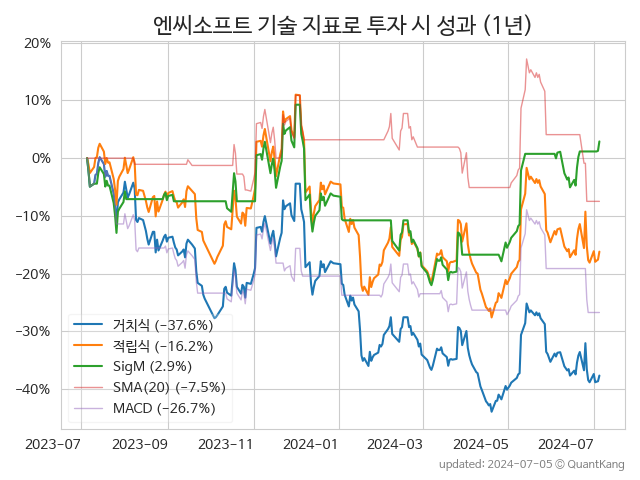 엔씨소프트 기술 지표로 투자 시 성과 (1년)
20%
10%
0%
−10%
−20%
−30%
−40%
거치식 (−37.6%)
적립식 (−16.2%)
SigM (2.9%)
SMA(20) (−7.5%)
MACD (−26.7%)
2023-07 2023-09 2023-11 2024-01 2024-03 2024-05 2024-07
updated: 2024-07-05 ⓒ QuantKang